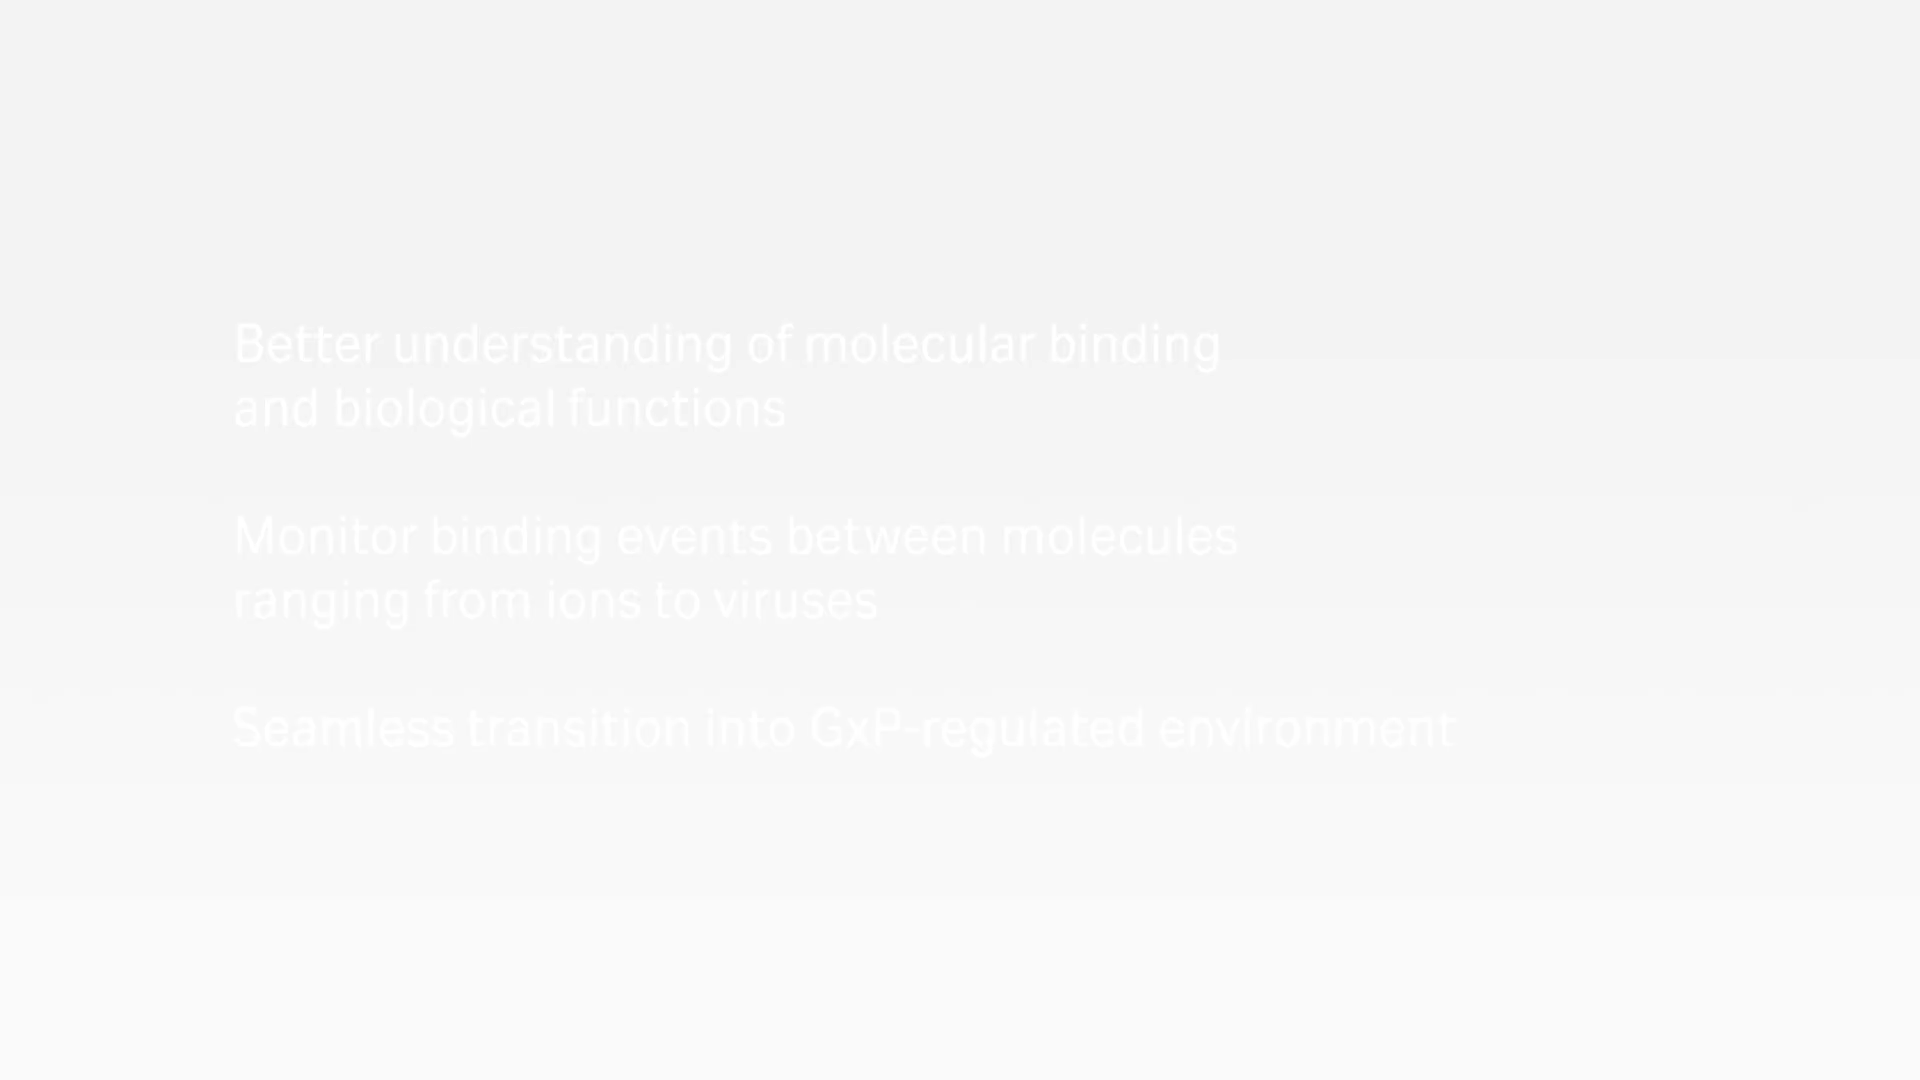 Better understanding of molecular binding
and biological functions
Monitor binding events between molecules
ranging from ions to viruses
Seamless transition into GxP-regulated environment